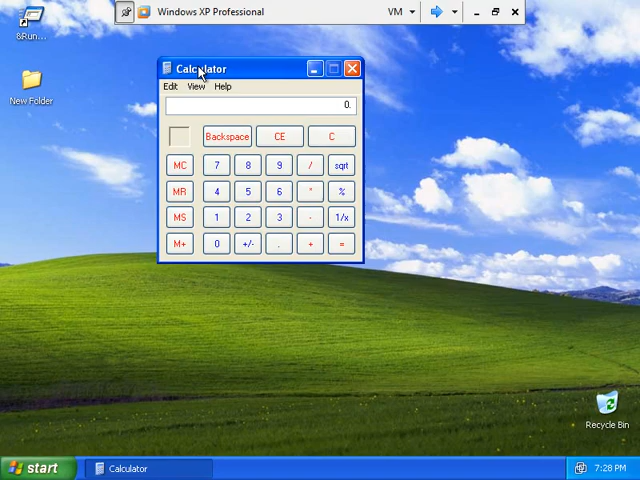 Windows XP Professional VM
8Run...
New Folder
Calculator
Edit View Help
0.
Backspace CE C
MC 7 8 9 / sqrt
MR 4 5 6 * %
MS 1 2 3 - 1/x
M+ 0 +/- . + =
Recycle Bin
start Calculator 7:28 PM